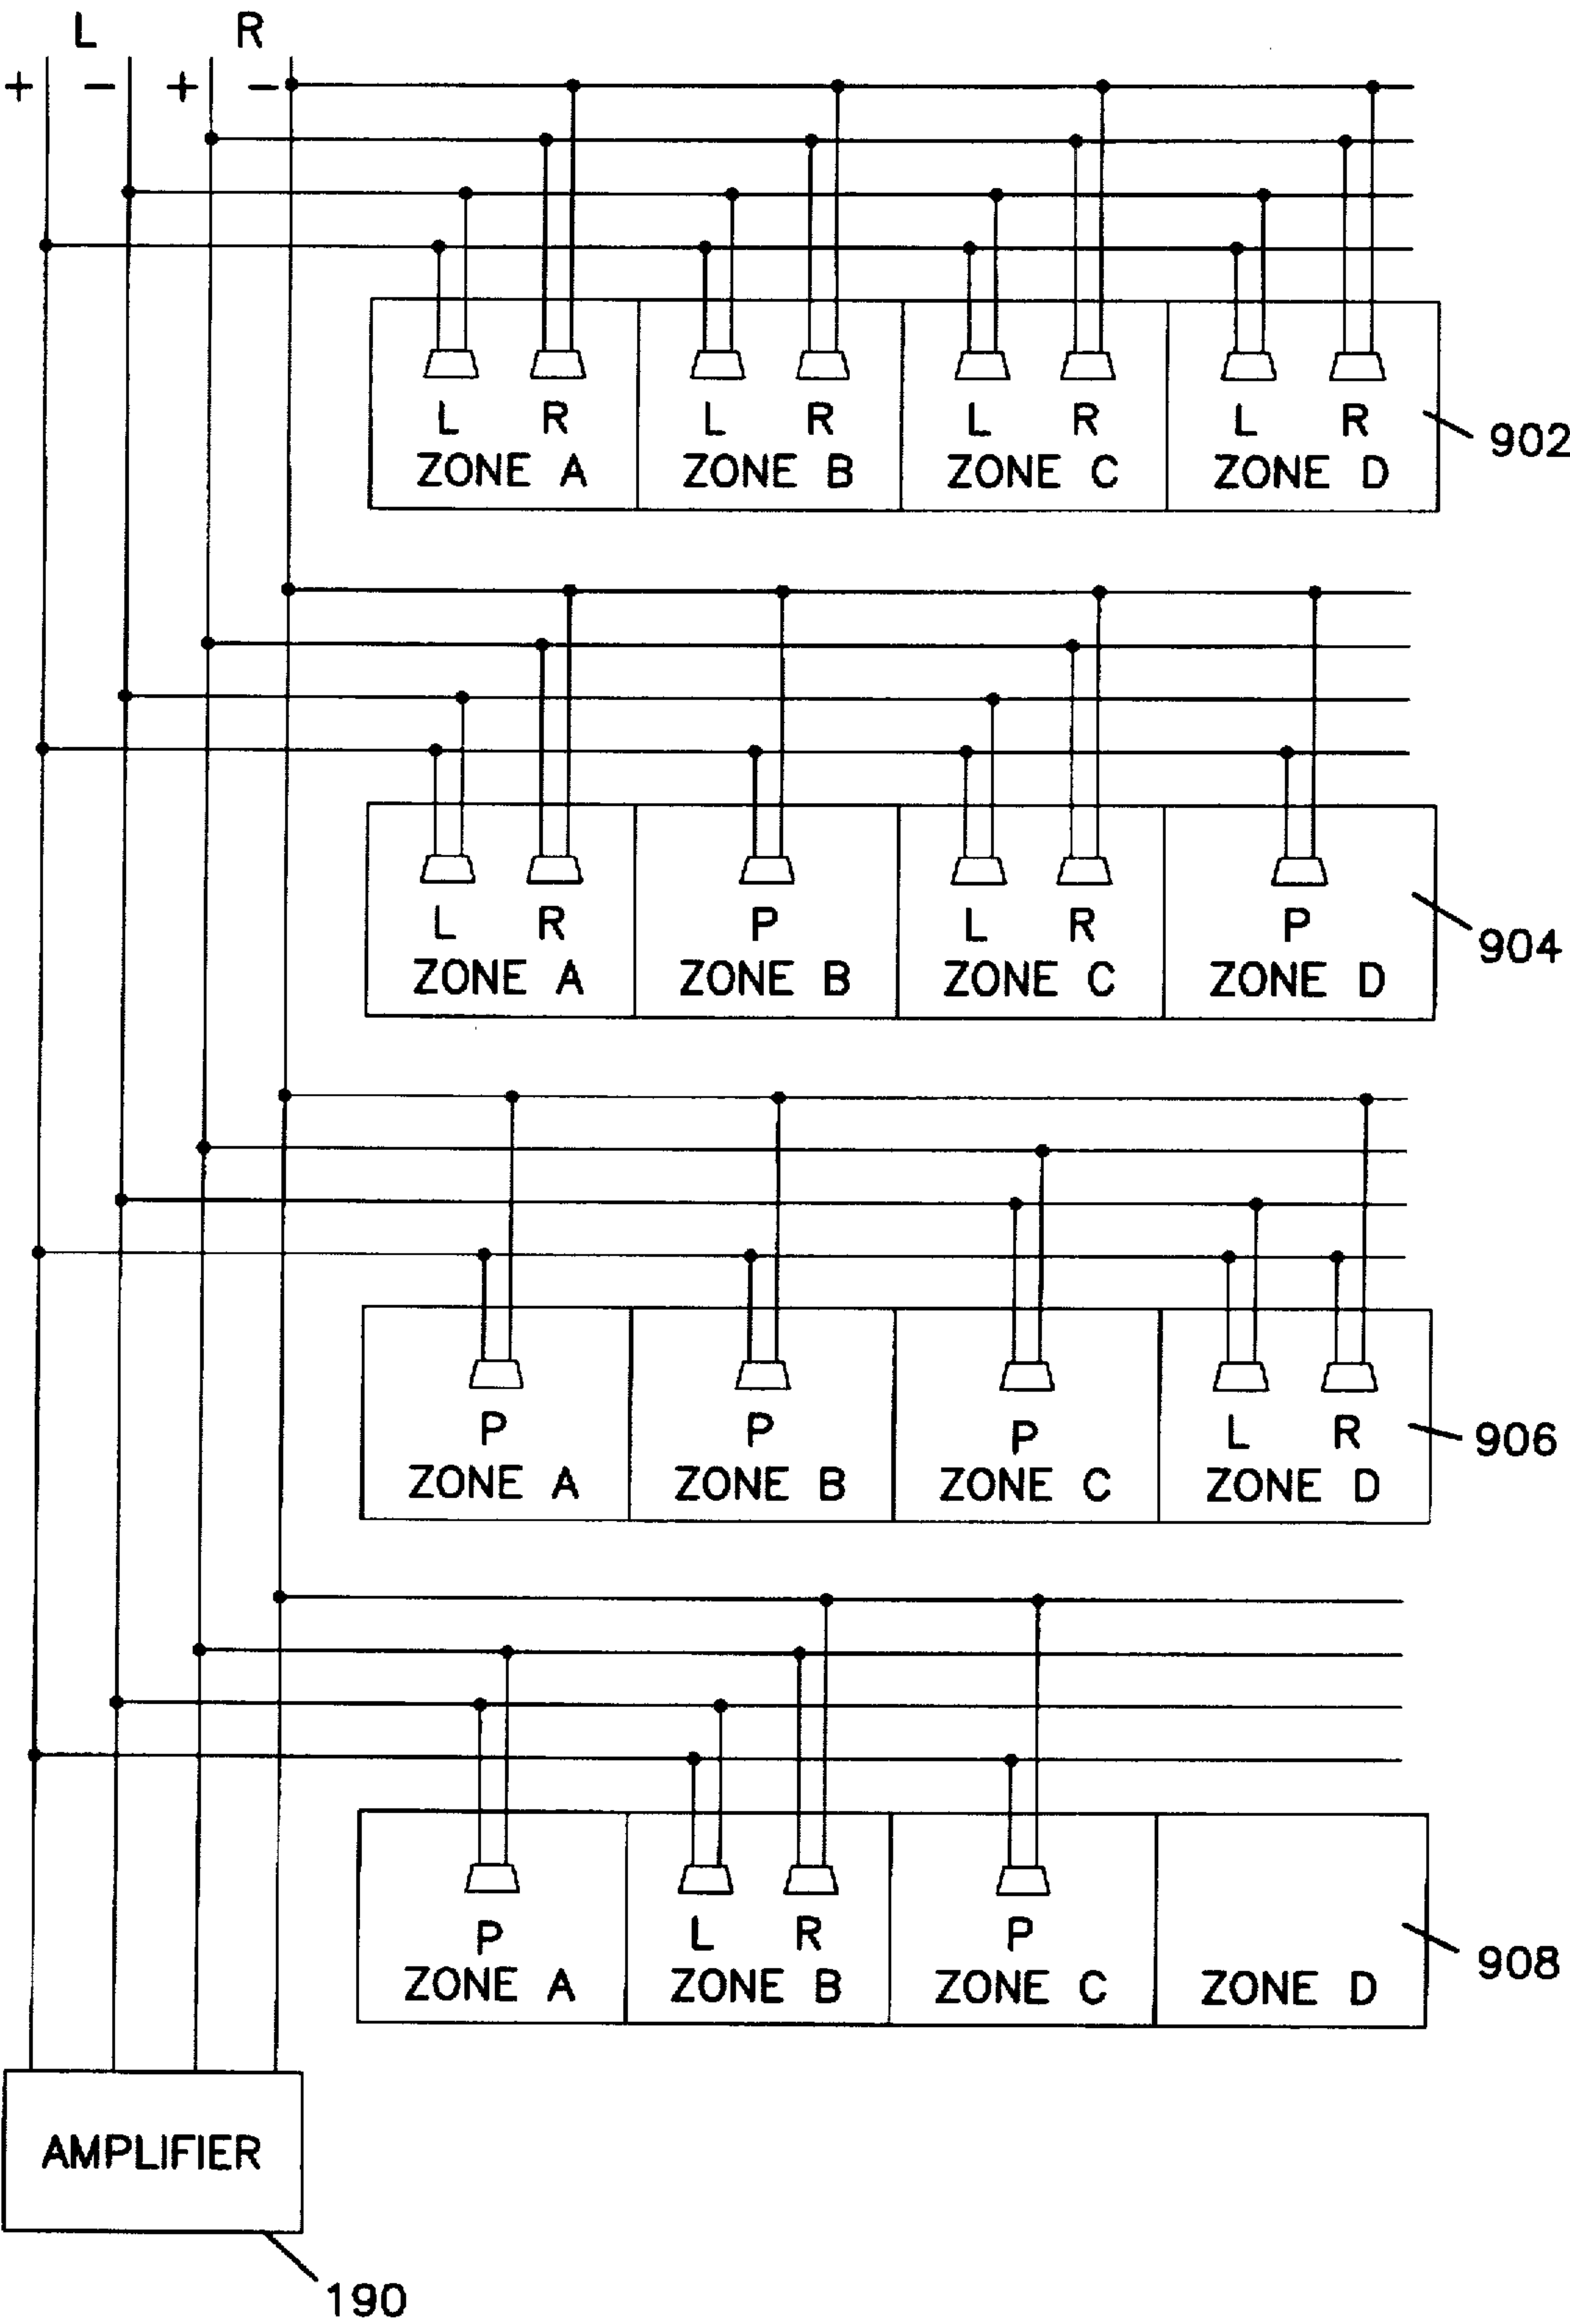 L R
+ - + -
L R L R L R L R
ZONE A ZONE B ZONE C ZONE D
902
L R P L R P
ZONE A ZONE B ZONE C ZONE D
904
P P P L R
ZONE A ZONE B ZONE C ZONE D
906
P L R P
ZONE A ZONE B ZONE C ZONE D
908
AMPLIFIER
190